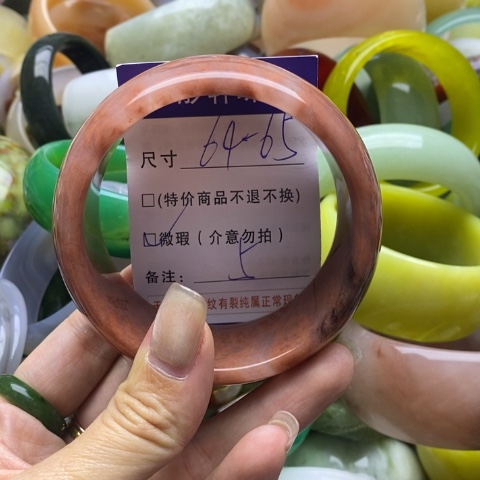 尺寸 64-65
□(特价商品不退不换)
☑微瑕(介意勿拍)
备注: 5
纹有裂纯属正常现